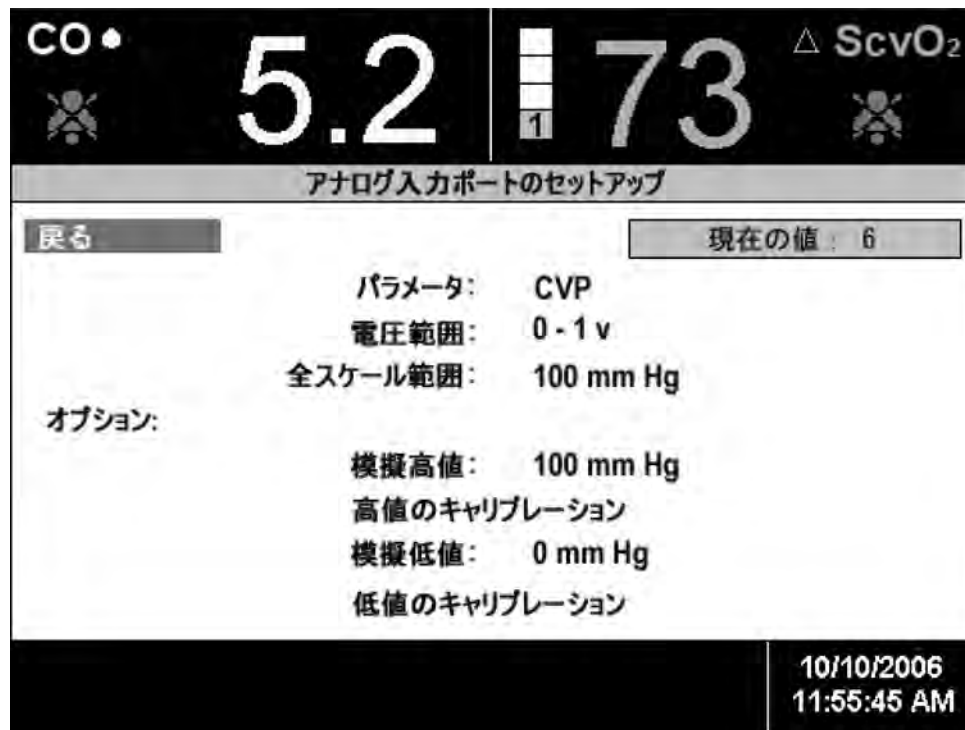 CO
5.2
1
73
△ ScvO₂
アナログ入力ポートのセットアップ
戻る
現在の値: 6
パラメータ: CVP
電圧範囲: 0 - 1 v
全スケール範囲: 100 mm Hg
オプション:
模擬高値: 100 mm Hg
高値のキャリブレーション
模擬低値: 0 mm Hg
低値のキャリブレーション
10/10/2006
11:55:45 AM